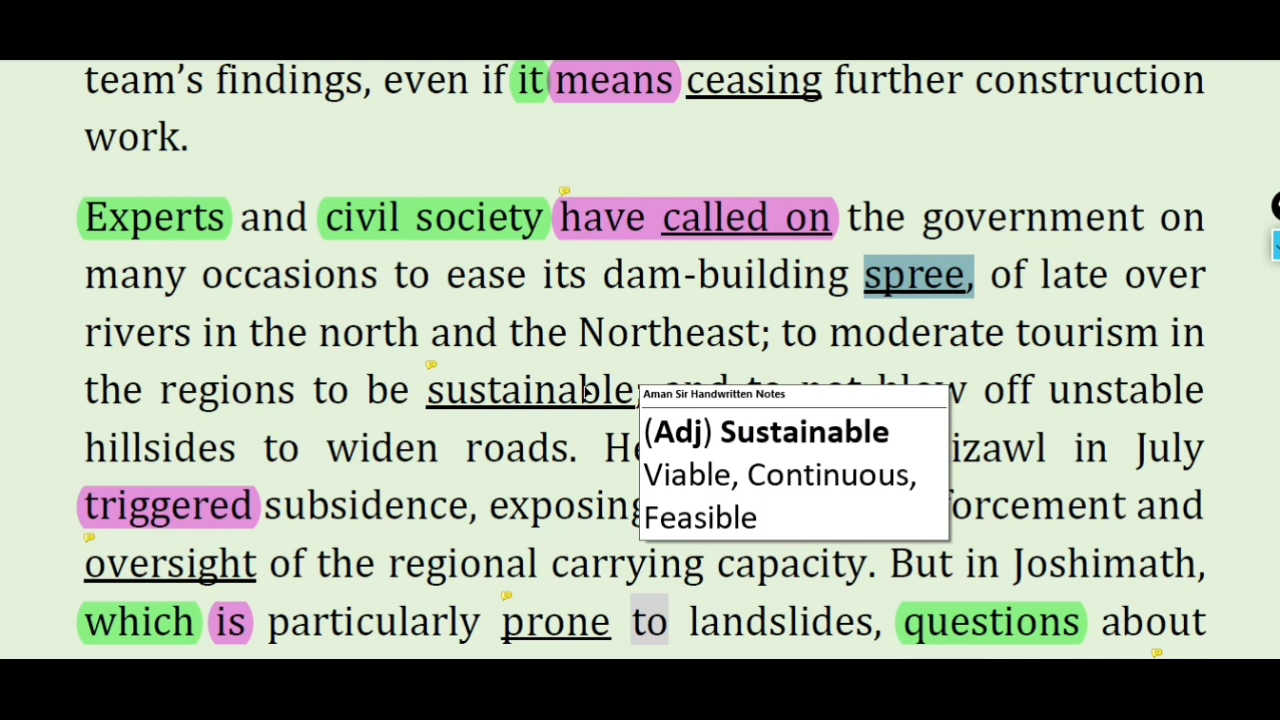 team’s findings, even if it means ceasing further construction
work.
Experts and civil society have called on the government on
many occasions to ease its dam-building spree, of late over
rivers in the north and the Northeast; to moderate tourism in
the regions to be sustainable; and to not blow off unstable
hillsides to widen roads. izawl in July
triggered subsidence, exposing forcement and
oversight of the regional carrying capacity. But in Joshimath,
which is particularly prone to landslides, questions about
Aman Sir Handwritten Notes
(Adj) Sustainable
Viable, Continuous,
Feasible